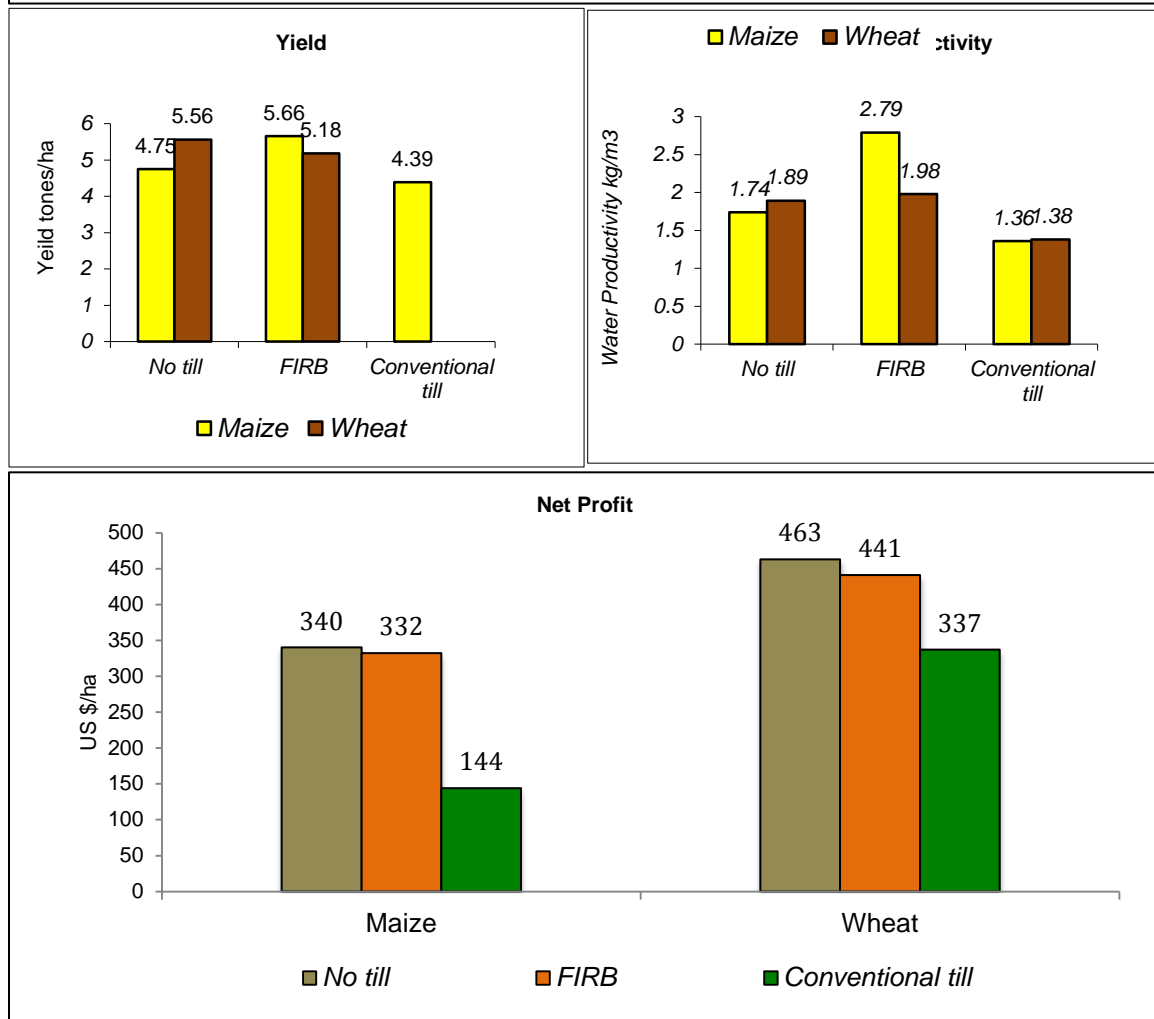 Yield
Yeild tones/ha
6
5
4
3
2
1
0
4.75
5.56
5.66
5.18
4.39
No till
FIRB
Conventional
till
Maize Wheat
Maize Wheat
ctivity
Water Productivity kg/m3
3
2.5
2
1.5
1
0.5
0
1.74
1.89
2.79
1.98
1.36
1.38
No till
FIRB
Conventional
till
Net Profit
US $/ha
500
450
400
350
300
250
200
150
100
50
0
340
332
144
463
441
337
Maize
Wheat
No till FIRB Conventional till